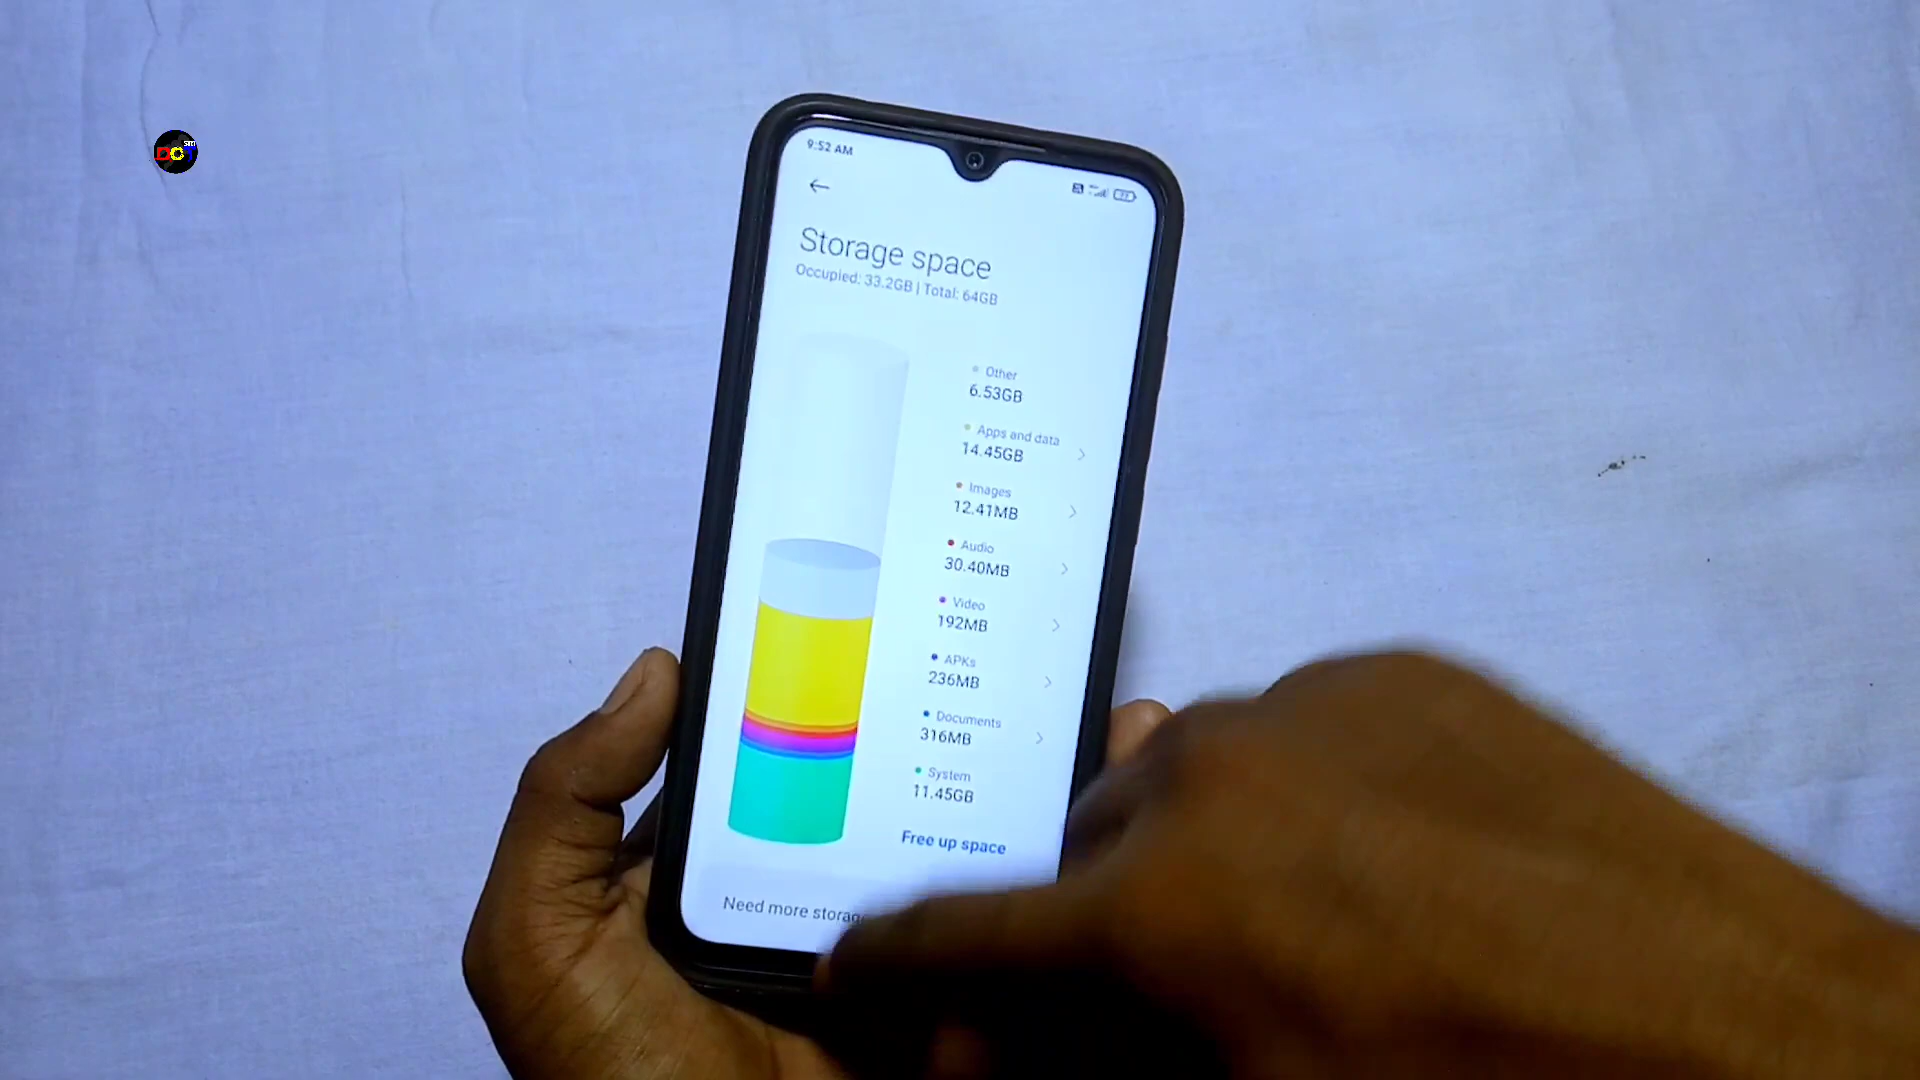 DCT
9:52 AM
Storage space
Occupied: 33.2GB | Total: 64GB
Other
6.53GB
Apps and data
14.45GB
Images
12.41MB
Audio
30.40MB
Video
192MB
APKs
236MB
Documents
316MB
System
11.45GB
Free up space
Need more storage